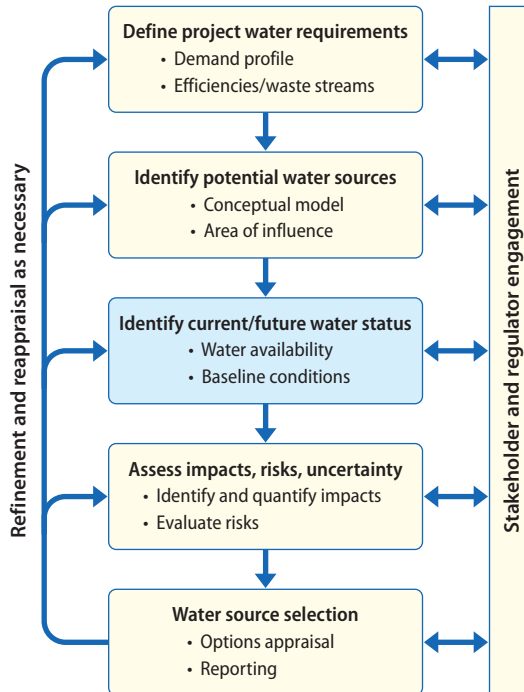 Define project water requirements
• Demand profile
• Efficiencies/waste streams
Identify potential water sources
• Conceptual model
• Area of influence
Identify current/future water status
• Water availability
• Baseline conditions
Assess impacts, risks, uncertainty
• Identify and quantify impacts
• Evaluate risks
Water source selection
• Options appraisal
• Reporting
Refinement and reappraisal as necessary
Stakeholder and regulator engagement